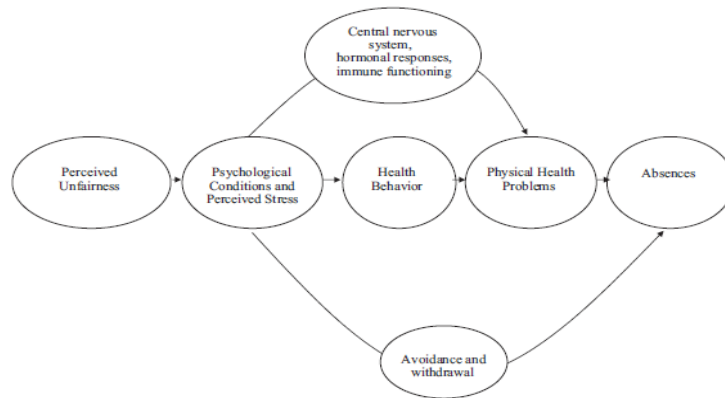 Central nervous
system,
hormonal responses,
immune functioning
Perceived
Unfairness
Psychological
Conditions and
Perceived Stress
Health
Behavior
Physical Health
Problems
Absences
Avoidance and
withdrawal